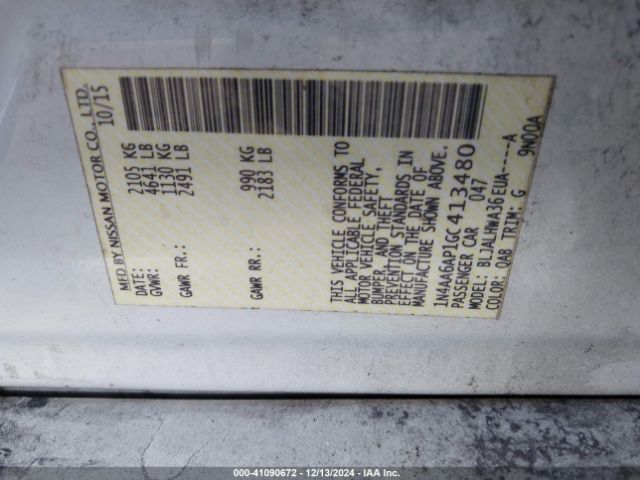 MFD BY NISSAN MOTOR CO., LTD.
DATE: 10/15
GVWR: 2105 KG
4641 LB
GAWR FR.: 1130 KG
2491 LB
GAWR RR.: 990 KG
2183 LB
THIS VEHICLE CONFORMS TO
ALL APPLICABLE FEDERAL
MOTOR VEHICLE SAFETY,
BUMPER, AND THEFT
PREVENTION STANDARDS IN
EFFECT ON THE DATE OF
MANUFACTURE SHOWN ABOVE.
1N4AA6AP1GC413480
PASSENGER CAR 047
MODEL: BLJALHWA36EUA----A
COLOR: QAB TRIM: G 9N00A
000-41090672 - 12/13/2024 - IAA Inc.